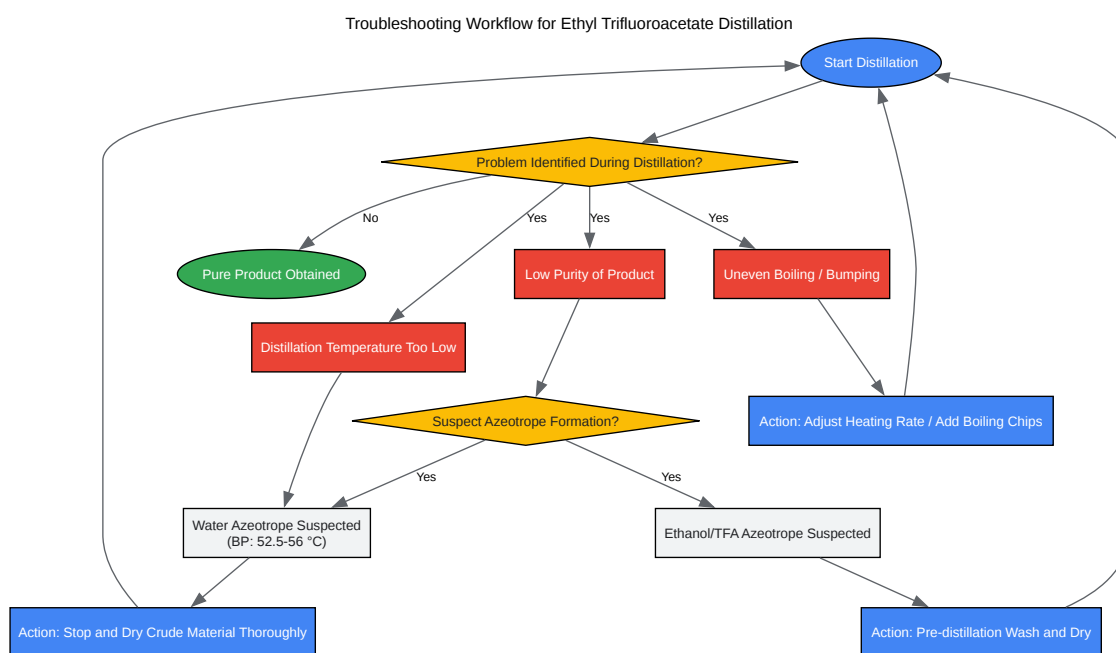 Troubleshooting Workflow for Ethyl Trifluoroacetate Distillation
Start Distillation
Problem Identified During Distillation?
No
Yes
Yes
Yes
Pure Product Obtained
Low Purity of Product
Uneven Boiling / Bumping
Distillation Temperature Too Low
Suspect Azeotrope Formation?
Action: Adjust Heating Rate / Add Boiling Chips
Yes
Yes
Water Azeotrope Suspected
(BP: 52.5-56 °C)
Ethanol/TFA Azeotrope Suspected
Action: Stop and Dry Crude Material Thoroughly
Action: Pre-distillation Wash and Dry